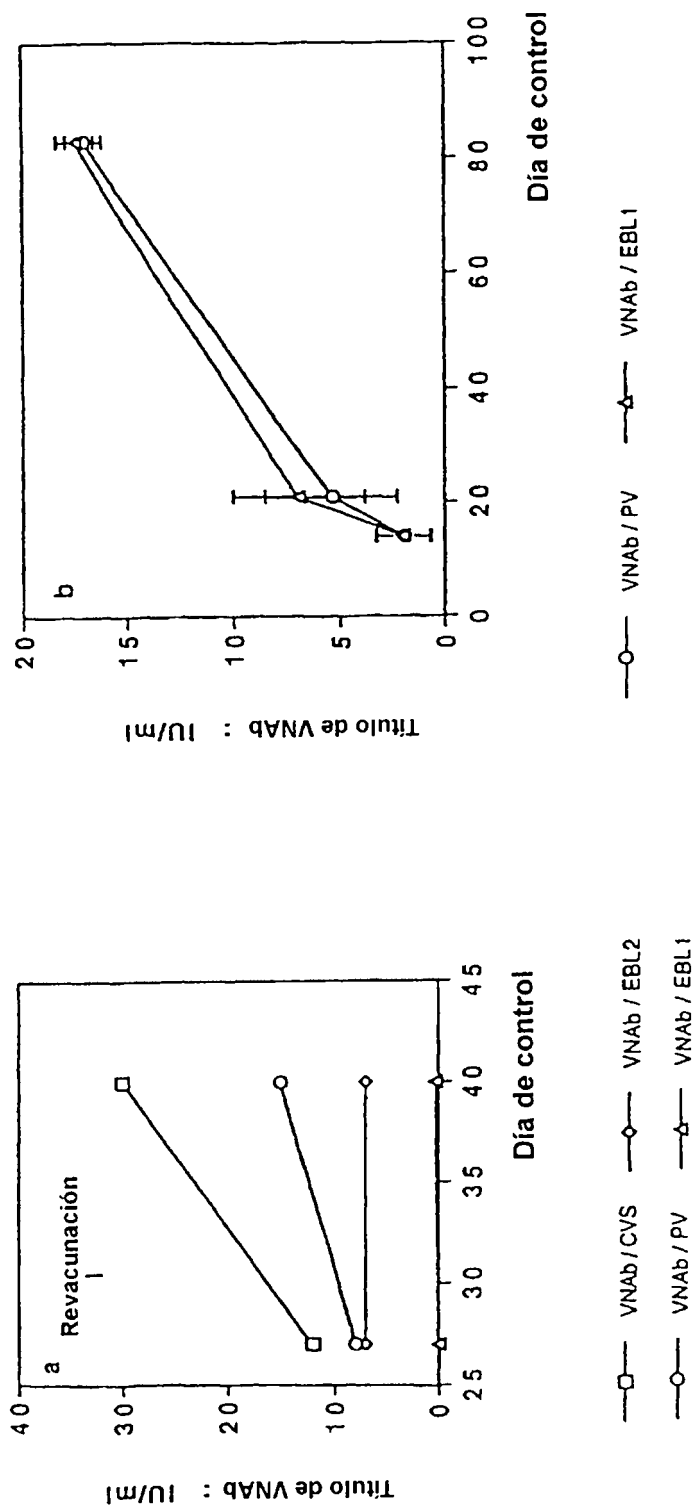 a
Revacunación
40
30
20
10
0
25
30
35
40
45
Título de VNAb : IU/ml
Día de control
VNAb / CVS
VNAb / EBL2
VNAb / PV
VNAb / EBL1
b
20
15
10
5
0
0
20
40
60
80
100
Título de VNAb : IU/ml
Día de control
VNAb / PV
VNAb / EBL1